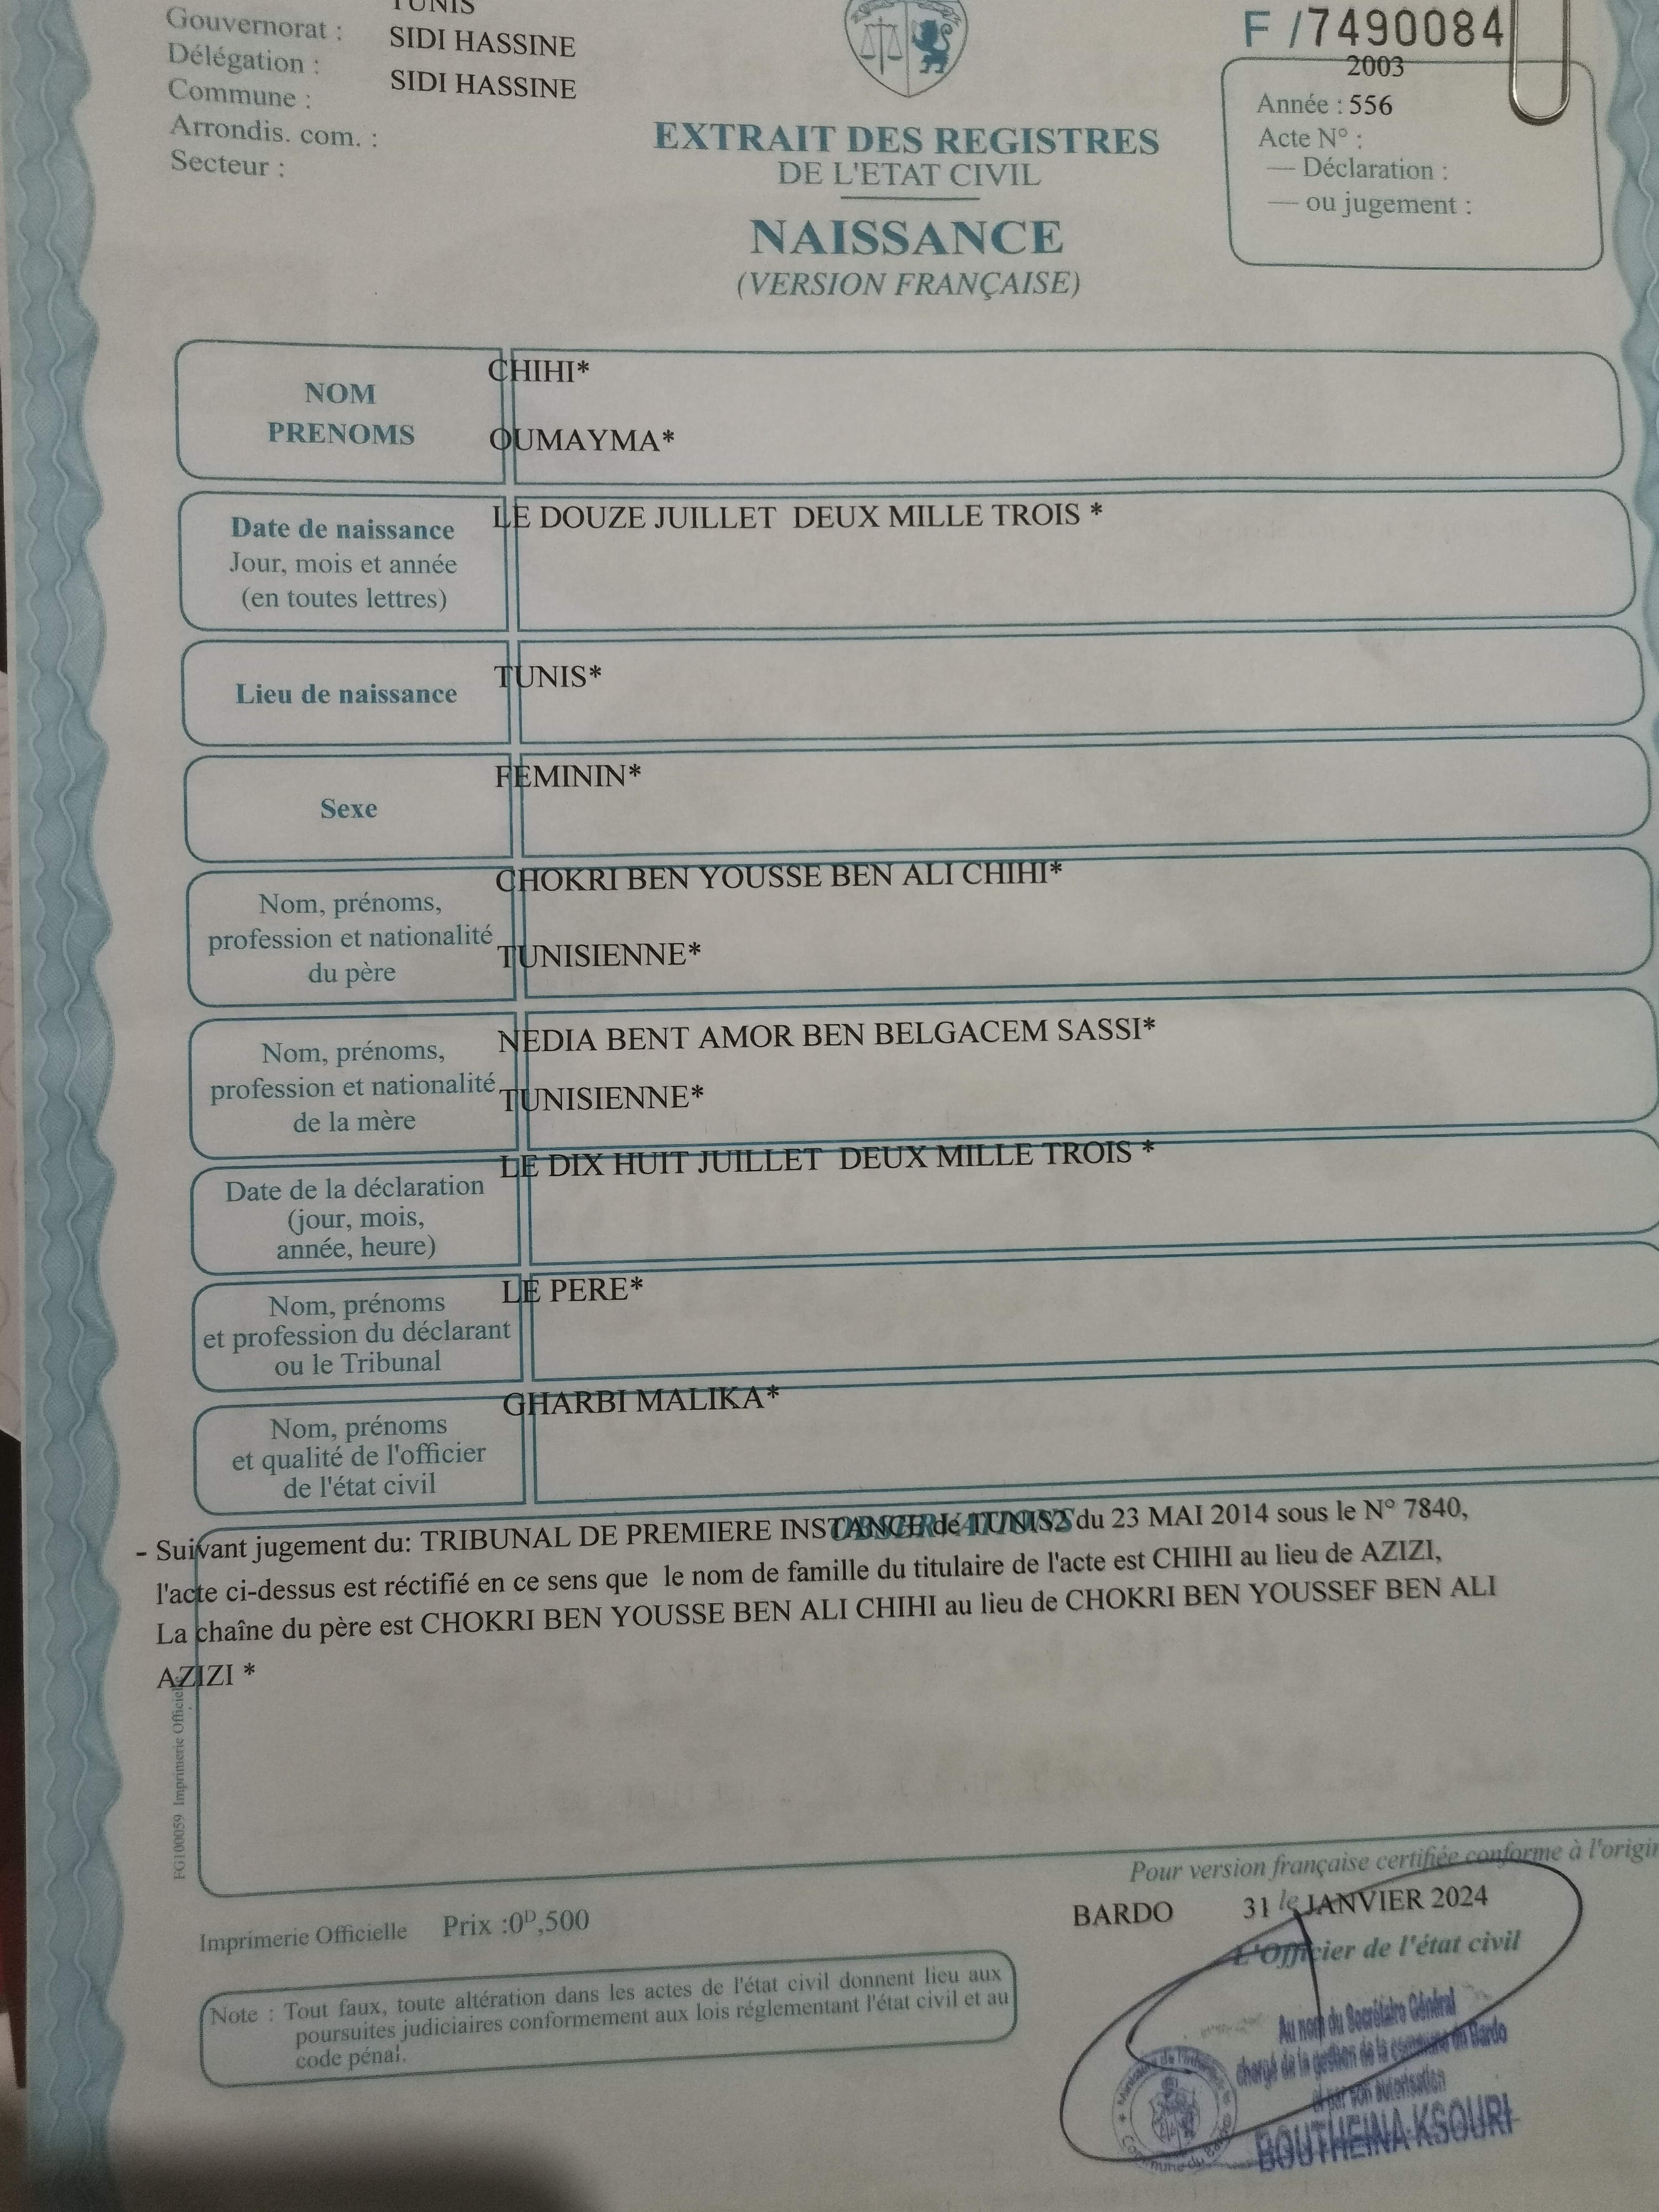 TUNIS
Gouvernorat :
SIDI HASSINE
Délégation :
SIDI HASSINE
Commune :
Arrondis. com. :
Secteur :
F /7490084
2003
Année : 556
Acte N° :
— Déclaration :
— ou jugement :
EXTRAIT DES REGISTRES
DE L'ETAT CIVIL
NAISSANCE
(VERSION FRANÇAISE)
NOM
PRENOMS
CHIHI*
OUMAYMA*
Date de naissance
Jour, mois et année
(en toutes lettres)
LE DOUZE JUILLET DEUX MILLE TROIS *
Lieu de naissance
TUNIS*
Sexe
FEMININ*
Nom, prénoms,
profession et nationalité
du père
CHOKRI BEN YOUSSE BEN ALI CHIHI*
TUNISIENNE*
Nom, prénoms,
profession et nationalité
de la mère
NEDIA BENT AMOR BEN BELGACEM SASSI*
TUNISIENNE*
Date de la déclaration
(jour, mois,
année, heure)
LE DIX HUIT JUILLET DEUX MILLE TROIS *
Nom, prénoms
et profession du déclarant
ou le Tribunal
LE PERE*
Nom, prénoms
et qualité de l'officier
de l'état civil
GHARBI MALIKA*
OBSERVATIONS
- Suivant jugement du: TRIBUNAL DE PREMIERE INSTANCE de TUNIS2 du 23 MAI 2014 sous le N° 7840,
l'acte ci-dessus est réctifié en ce sens que le nom de famille du titulaire de l'acte est CHIHI au lieu de AZIZI,
La chaîne du père est CHOKRI BEN YOUSSE BEN ALI CHIHI au lieu de CHOKRI BEN YOUSSEF BEN ALI
AZIZI *
FG100059 Imprimerie Officielle
Pour version française certifiée conforme à l'origin
BARDO 31 le JANVIER 2024
L'Officier de l'état civil
Imprimerie Officielle Prix :0ᴰ,500
Note : Tout faux, toute altération dans les actes de l'état civil donnent lieu aux
poursuites judiciaires conformement aux lois réglementant l'état civil et au
code pénal.
Au nom du Secrétaire Général
chargé de la gestion de la commune du Bardo
et par son autorisation
BOUTHEINA KSOURI
Ministère de l'Intérieur
Commune du Bardo